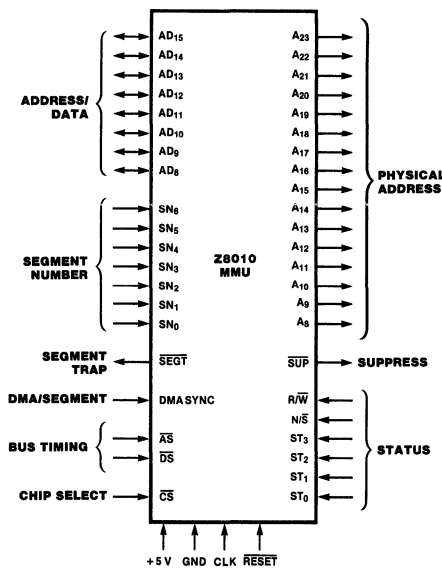 ADDRESS/
DATA
AD15
AD14
AD13
AD12
AD11
AD10
AD9
AD8
SEGMENT
NUMBER
SN6
SN5
SN4
SN3
SN2
SN1
SN0
SEGMENT
TRAP
SEGT
DMA/SEGMENT
DMASYNC
BUS TIMING
AS
DS
CHIP SELECT
CS
Z8010
MMU
A23
A22
A21
A20
A19
A18
A17
A16
A15
A14
A13
A12
A11
A10
A9
A8
PHYSICAL
ADDRESS
SUP
SUPPRESS
R/W
N/S
ST3
ST2
ST1
ST0
STATUS
+5 V GND CLK RESET